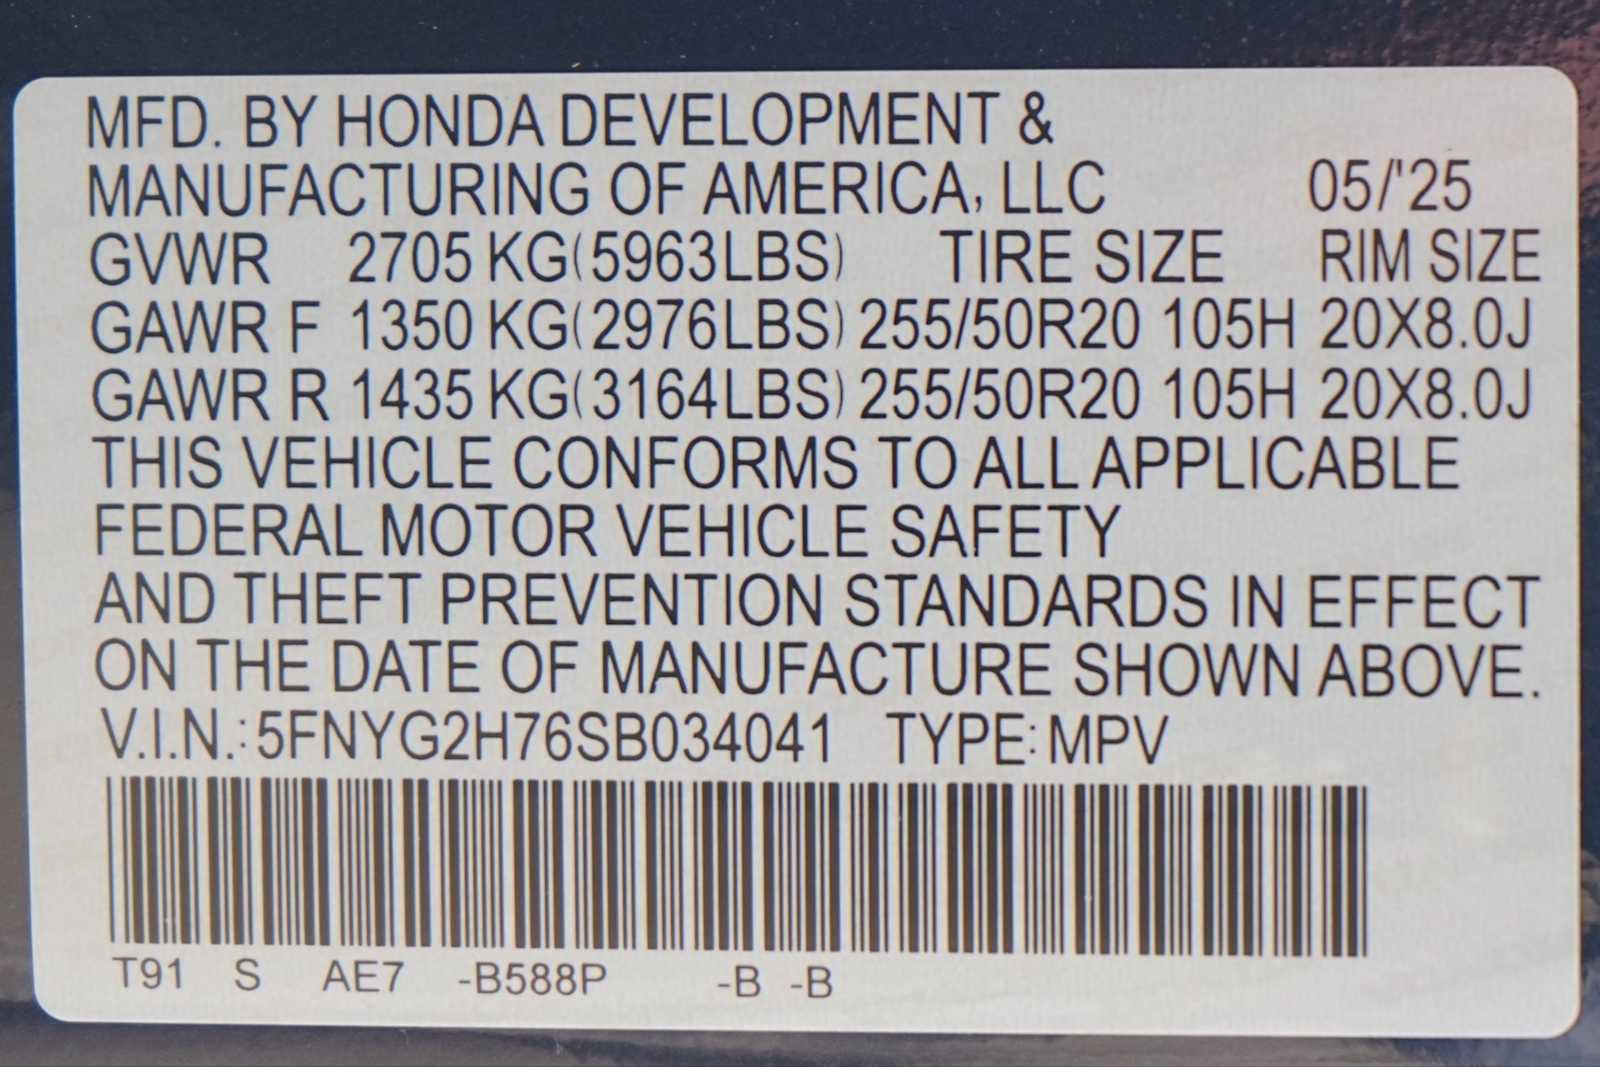 MFD. BY HONDA DEVELOPMENT &
MANUFACTURING OF AMERICA, LLC 05/'25
GVWR 2705 KG(5963LBS) TIRE SIZE RIM SIZE
GAWR F 1350 KG(2976LBS) 255/50R20 105H 20X8.0J
GAWR R 1435 KG(3164LBS) 255/50R20 105H 20X8.0J
THIS VEHICLE CONFORMS TO ALL APPLICABLE
FEDERAL MOTOR VEHICLE SAFETY
AND THEFT PREVENTION STANDARDS IN EFFECT
ON THE DATE OF MANUFACTURE SHOWN ABOVE.
V.I.N.:5FNYG2H76SB034041 TYPE:MPV
T91 S AE7 -B588P -B -B